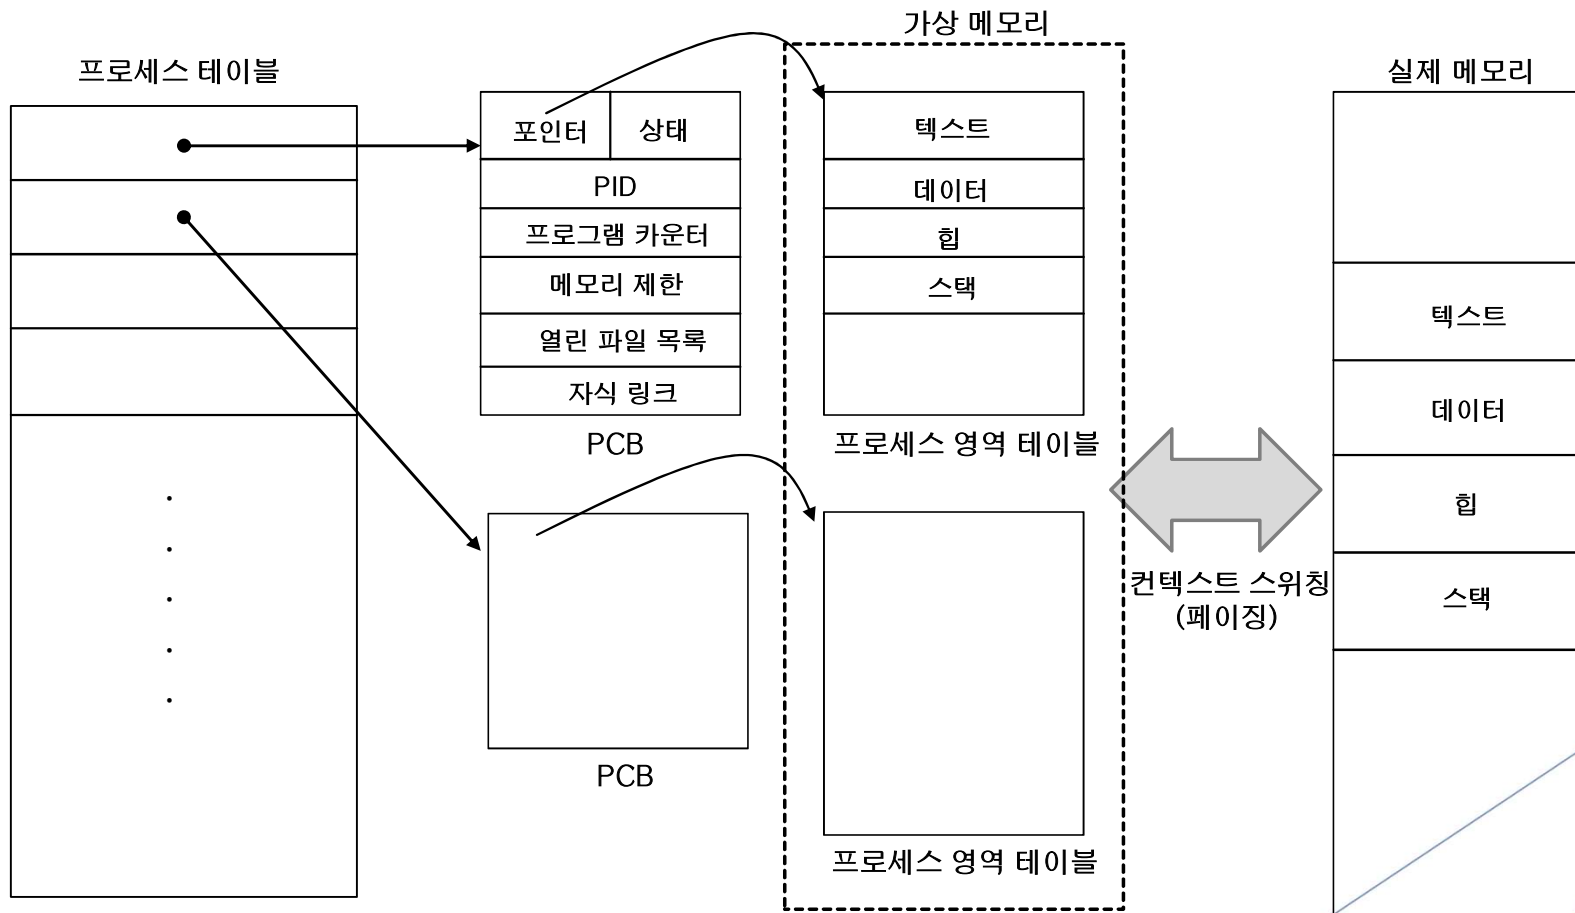 가상 메모리
프로세스 테이블
실제 메모리
포인터
상태
PID
프로그램 카운터
메모리 제한
열린 파일 목록
자식 링크
PCB
텍스트
데이터
힙
스택
프로세스 영역 테이블
PCB
프로세스 영역 테이블
컨텍스트 스위칭
(페이징)
텍스트
데이터
힙
스택